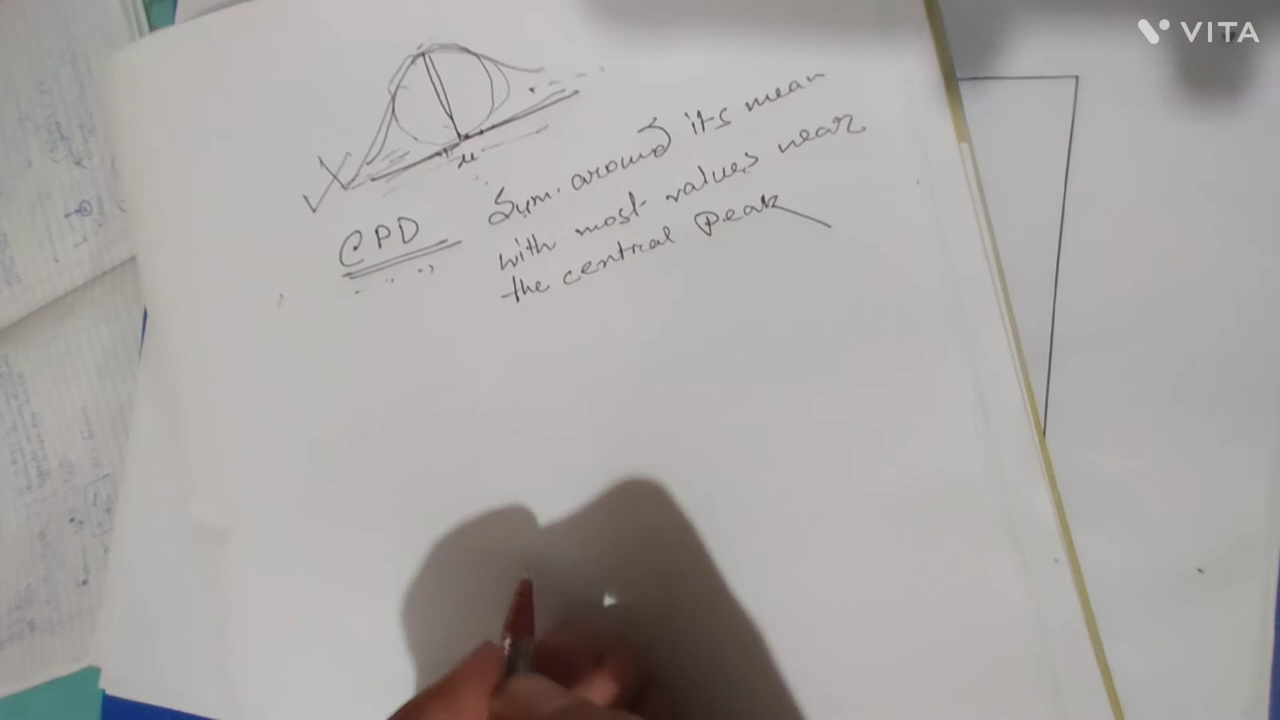 μ
CPD
Sym. around its mean
with most values near
the central peak
VITA